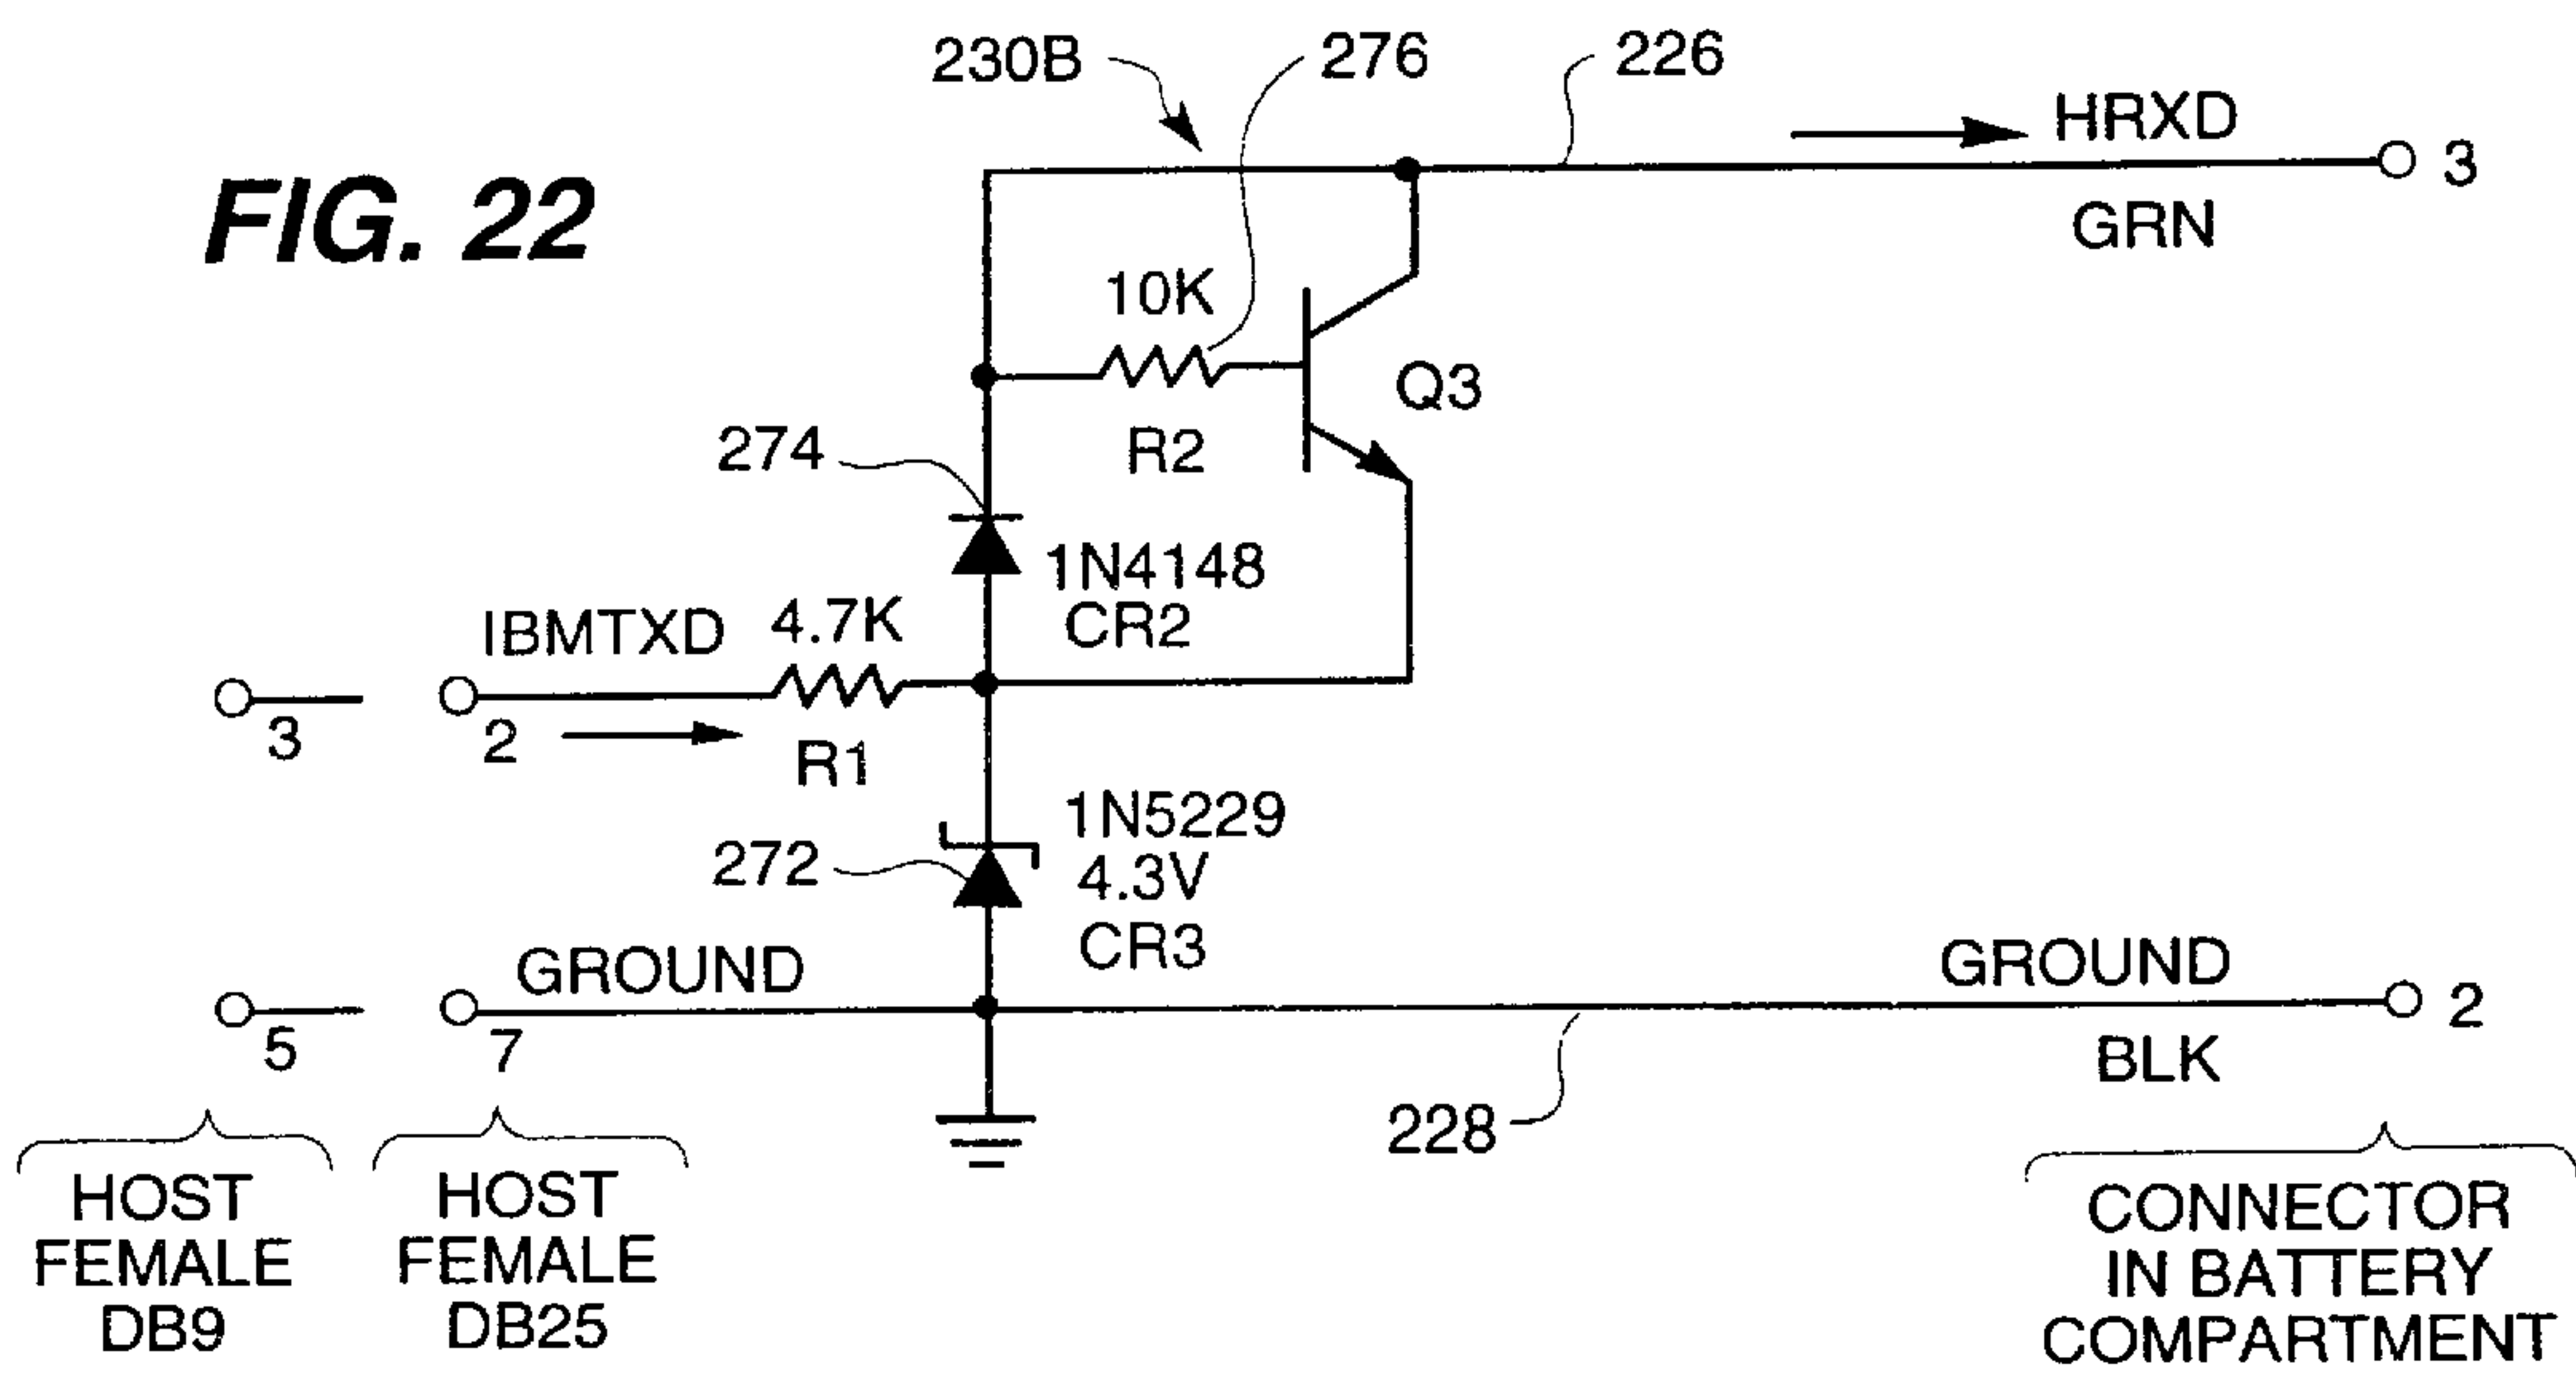 230B
276
226
HRXD
3
FIG. 22
GRN
10K
Q3
R2
274
1N4148
CR2
IBMTXD
4.7K
3
2
R1
1N5229
4.3V
CR3
272
GROUND
GROUND
2
5
7
BLK
228
HOST
FEMALE
DB9
HOST
FEMALE
DB25
CONNECTOR
IN BATTERY
COMPARTMENT